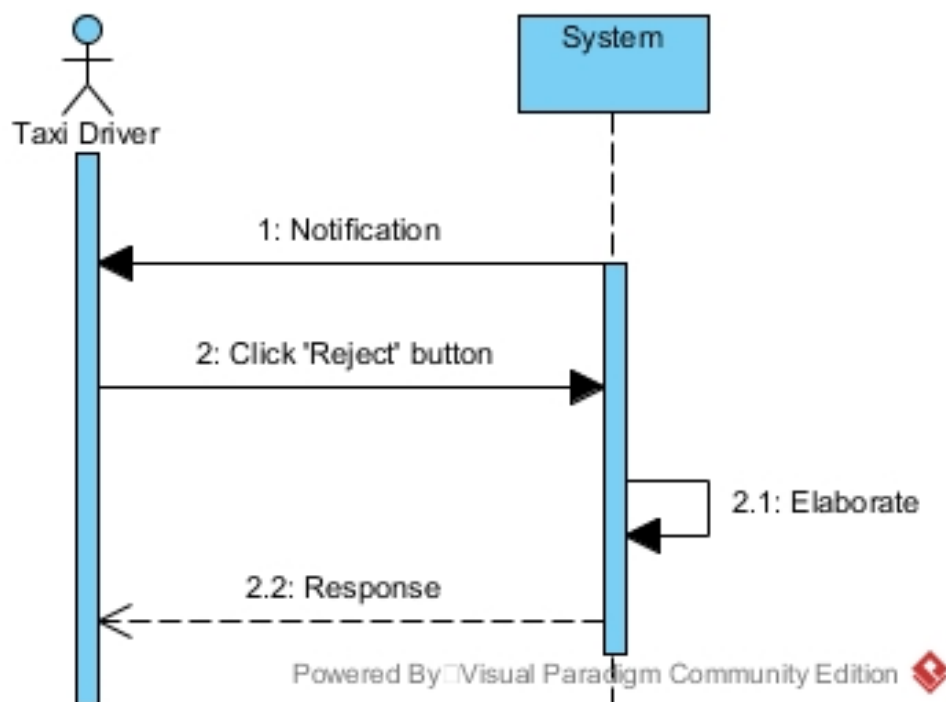 System
Taxi Driver
1: Notification
2: Click 'Reject' button
2.1: Elaborate
2.2: Response
Powered By Visual Paradigm Community Edition